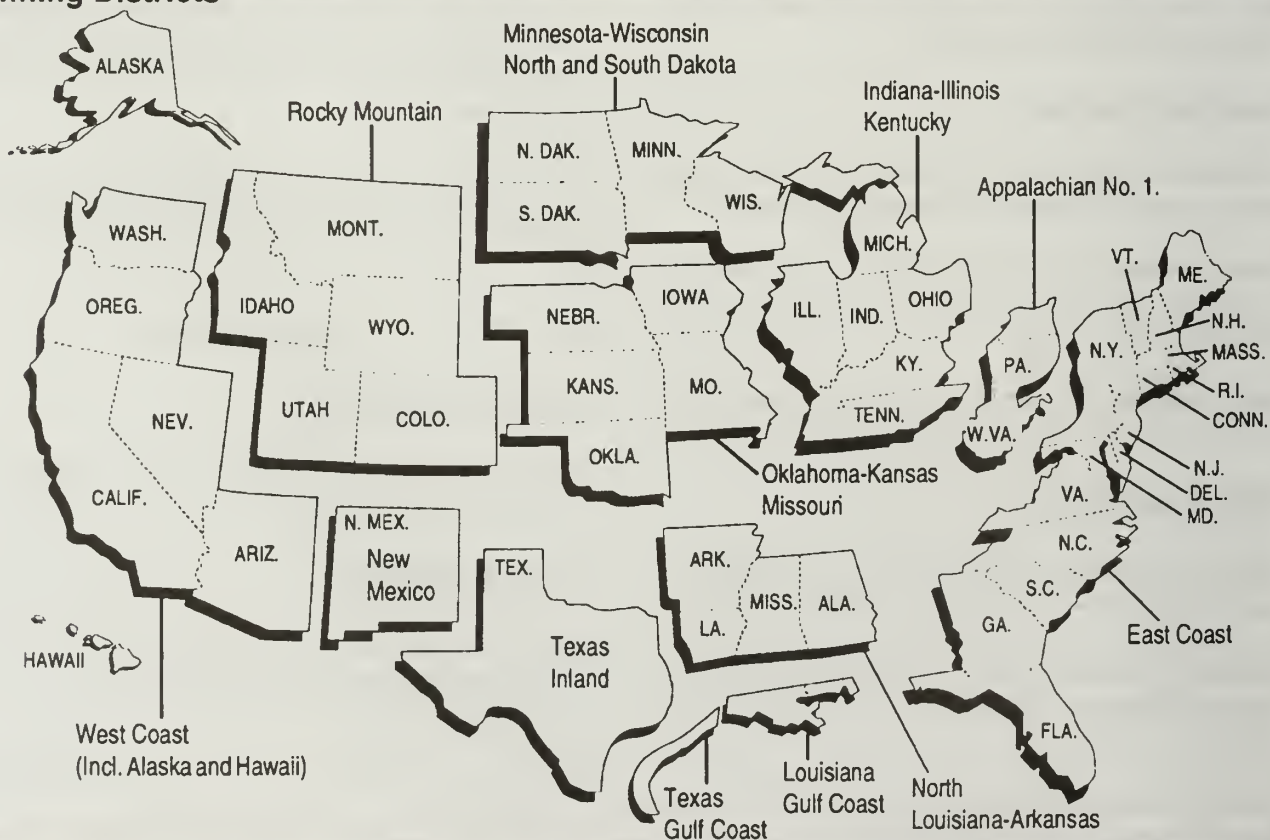 Districts
ALASKA
Minnesota-Wisconsin
North and South Dakota
Rocky Mountain
Indiana-Illinois
Kentucky
Appalachian No. 1.
N. DAK.
MINN.
S. DAK.
WIS.
WASH.
MONT.
MICH.
VT.
ME.
OREG.
IDAHO
WYO.
NEBR.
IOWA
ILL.
IND.
OHIO
N.H.
MASS.
N.Y.
PA.
R.I.
CONN.
KANS.
MO.
KY.
NEV.
UTAH
COLO.
TENN.
W.VA.
OKLA.
Oklahoma-Kansas
Missouri
N.J.
DEL.
MD.
VA.
CALIF.
ARIZ.
N. MEX.
New
Mexico
TEX.
ARK.
N.C.
MISS.
ALA.
S.C.
LA.
GA.
East Coast
HAWAII
Texas
Inland
FLA.
West Coast
(Incl. Alaska and Hawaii)
Texas
Gulf Coast
Louisiana
Gulf Coast
North
Louisiana-Arkansas